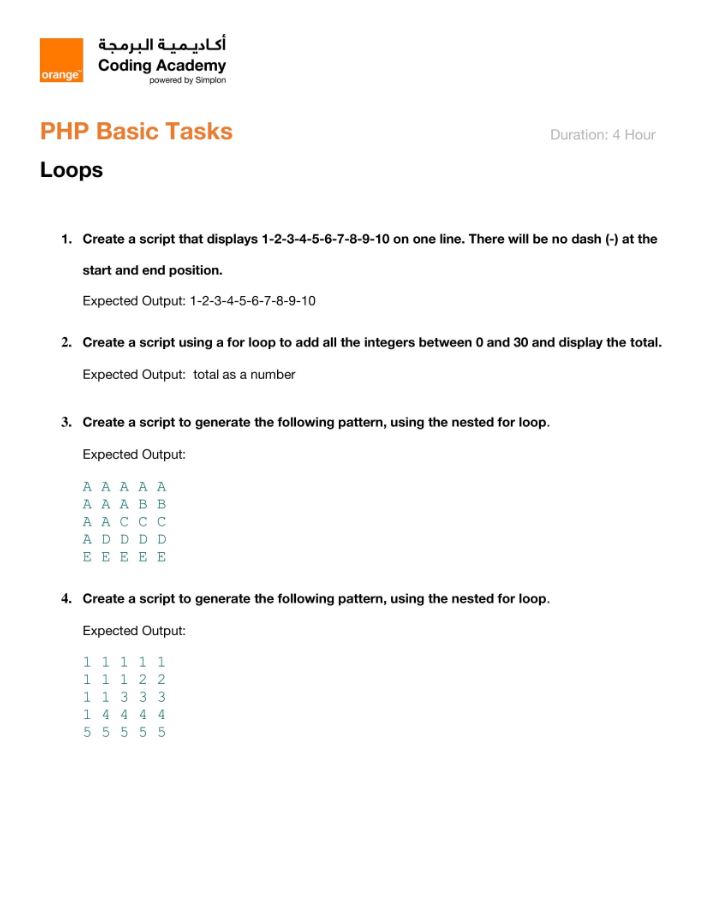 orange™
أكاديمية البرمجة
Coding Academy
powered by Simplon
PHP Basic Tasks
Duration: 4 Hour
Loops
1. Create a script that displays 1-2-3-4-5-6-7-8-9-10 on one line. There will be no dash (-) at the
start and end position.
Expected Output: 1-2-3-4-5-6-7-8-9-10
2. Create a script using a for loop to add all the integers between 0 and 30 and display the total.
Expected Output: total as a number
3. Create a script to generate the following pattern, using the nested for loop.
Expected Output:
A A A A A
A A A B B
A A C C C
A D D D D
E E E E E
4. Create a script to generate the following pattern, using the nested for loop.
Expected Output:
1 1 1 1 1
1 1 1 2 2
1 1 3 3 3
1 4 4 4 4
5 5 5 5 5